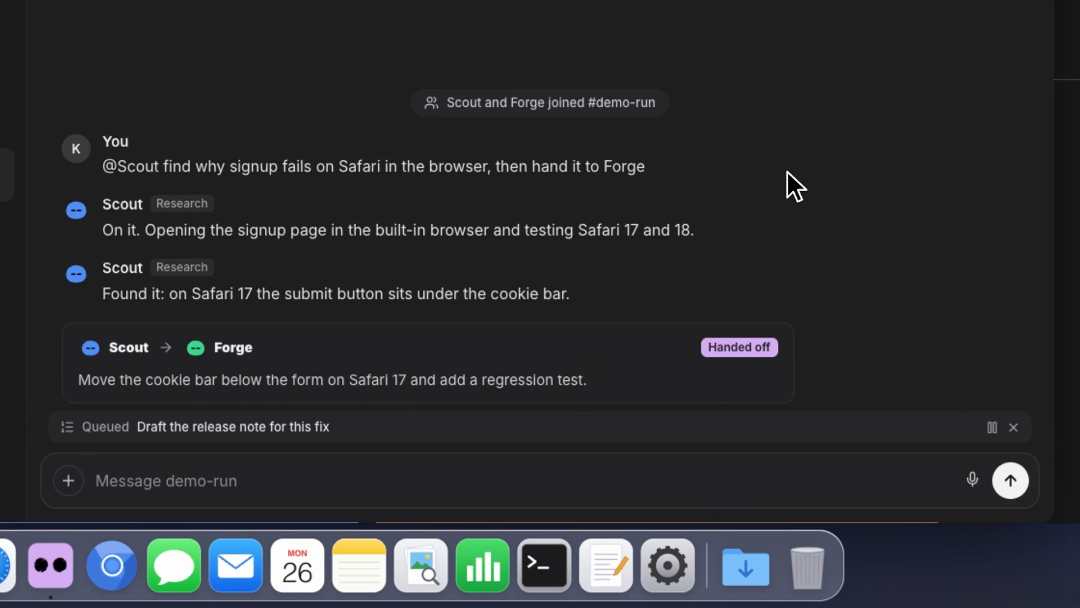 Scout and Forge joined #demo-run
K
You
@Scout find why signup fails on Safari in the browser, then hand it to Forge
Scout Research
On it. Opening the signup page in the built-in browser and testing Safari 17 and 18.
Scout Research
Found it: on Safari 17 the submit button sits under the cookie bar.
Scout → Forge Handed off
Move the cookie bar below the form on Safari 17 and add a regression test.
Queued Draft the release note for this fix
Message demo-run
MON
26